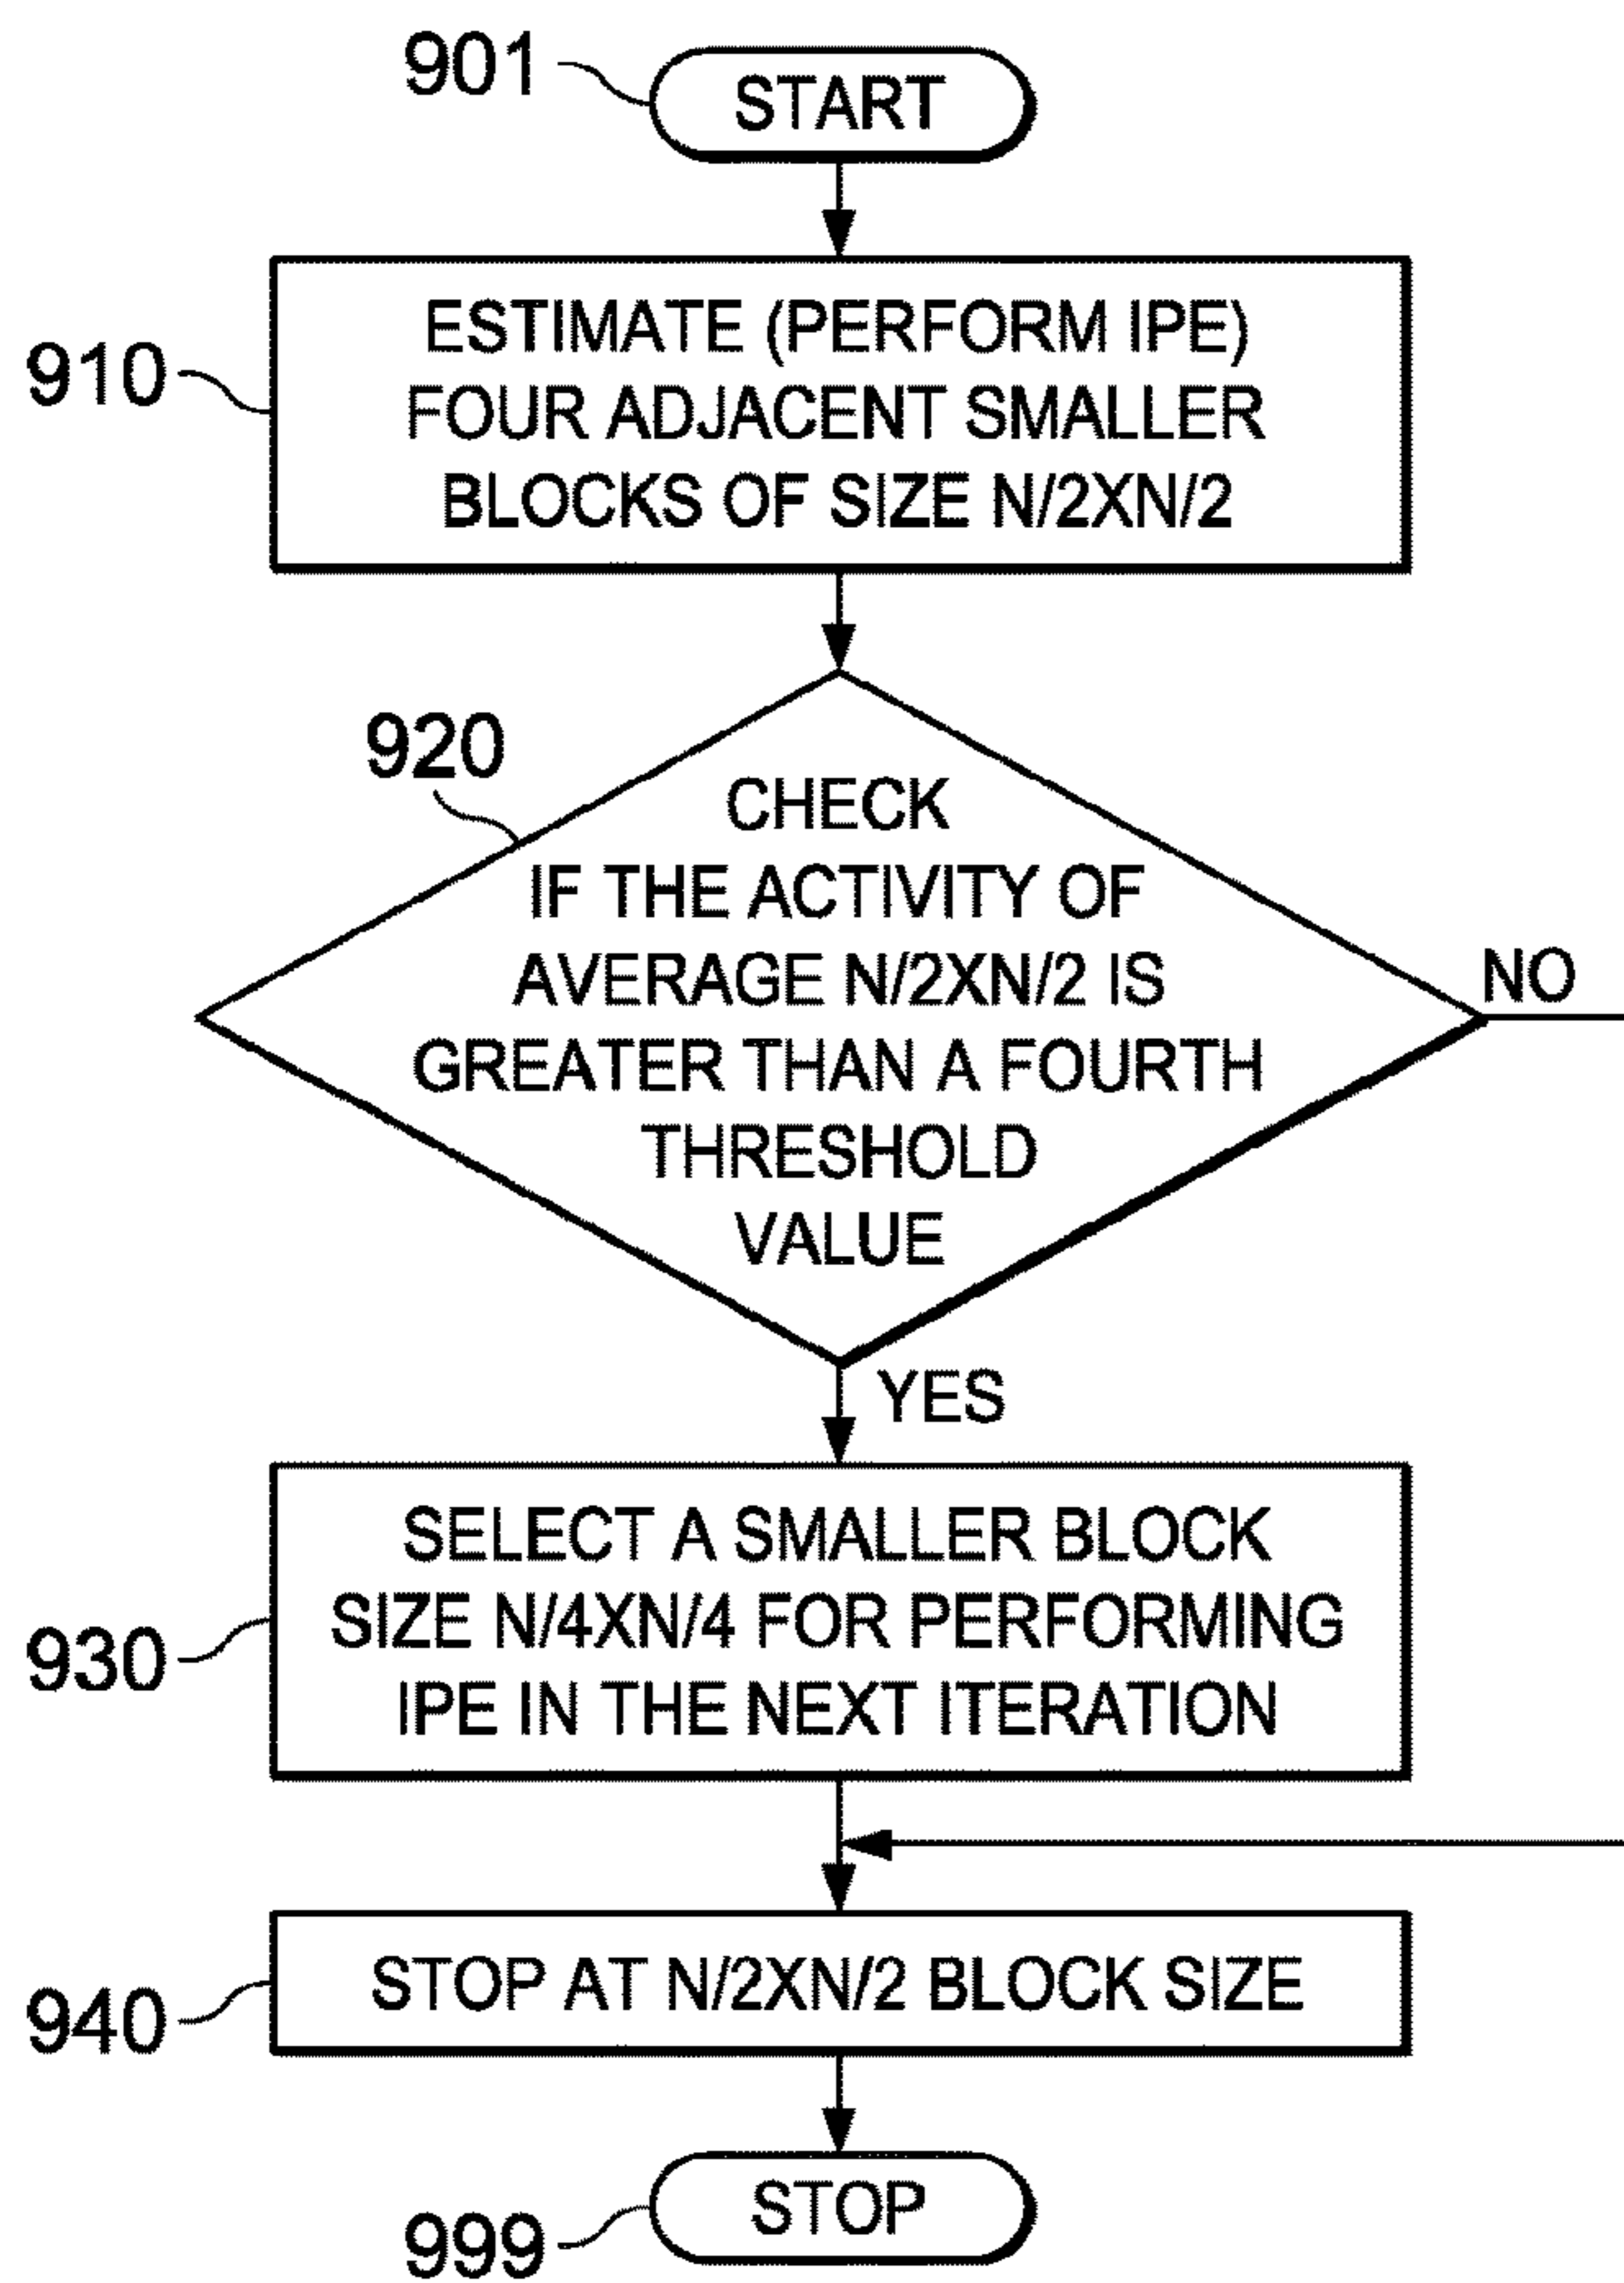 901
START
910
ESTIMATE (PERFORM IPE)
FOUR ADJACENT SMALLER
BLOCKS OF SIZE N/2XN/2
920
CHECK
IF THE ACTIVITY OF
AVERAGE N/2XN/2 IS
GREATER THAN A FOURTH
THRESHOLD
VALUE
NO
YES
930
SELECT A SMALLER BLOCK
SIZE N/4XN/4 FOR PERFORMING
IPE IN THE NEXT ITERATION
940
STOP AT N/2XN/2 BLOCK SIZE
999
STOP